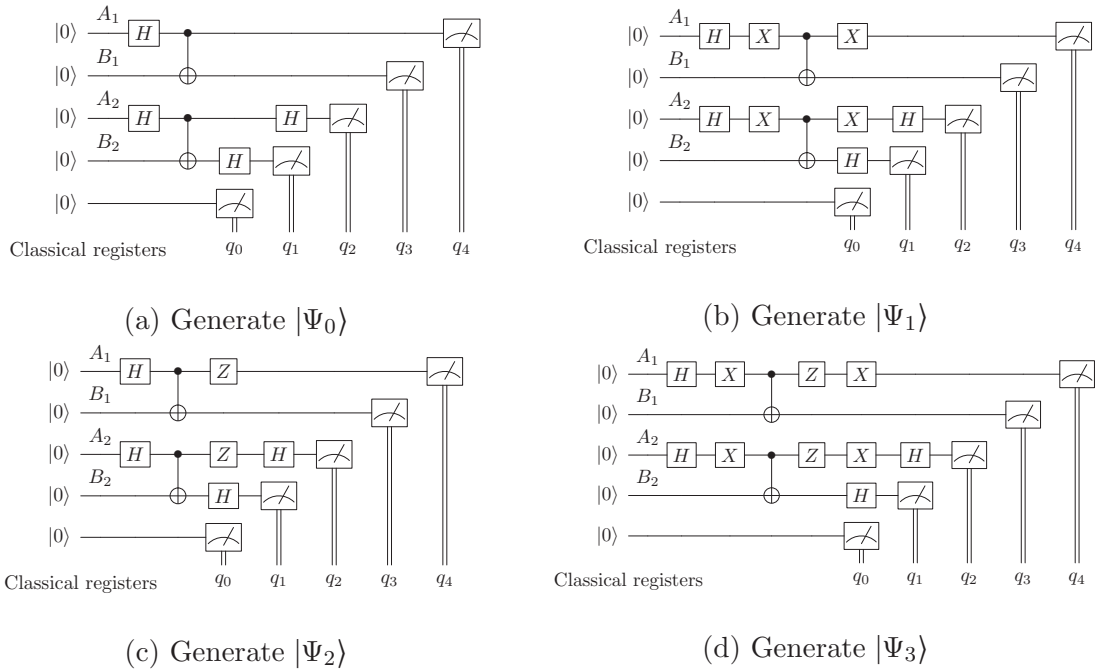 A₁
|0⟩ H
B₁
|0⟩
A₂
|0⟩ H H
B₂
|0⟩ H
|0⟩
Classical registers q₀ q₁ q₂ q₃ q₄
(a) Generate |Ψ₀⟩
A₁
|0⟩ H X X
B₁
|0⟩
A₂
|0⟩ H X X H
B₂
|0⟩ H
|0⟩
Classical registers q₀ q₁ q₂ q₃ q₄
(b) Generate |Ψ₁⟩
A₁
|0⟩ H Z
B₁
|0⟩
A₂
|0⟩ H Z H
B₂
|0⟩ H
|0⟩
Classical registers q₀ q₁ q₂ q₃ q₄
(c) Generate |Ψ₂⟩
A₁
|0⟩ H X Z X
B₁
|0⟩
A₂
|0⟩ H X Z X H
B₂
|0⟩ H
|0⟩
Classical registers q₀ q₁ q₂ q₃ q₄
(d) Generate |Ψ₃⟩